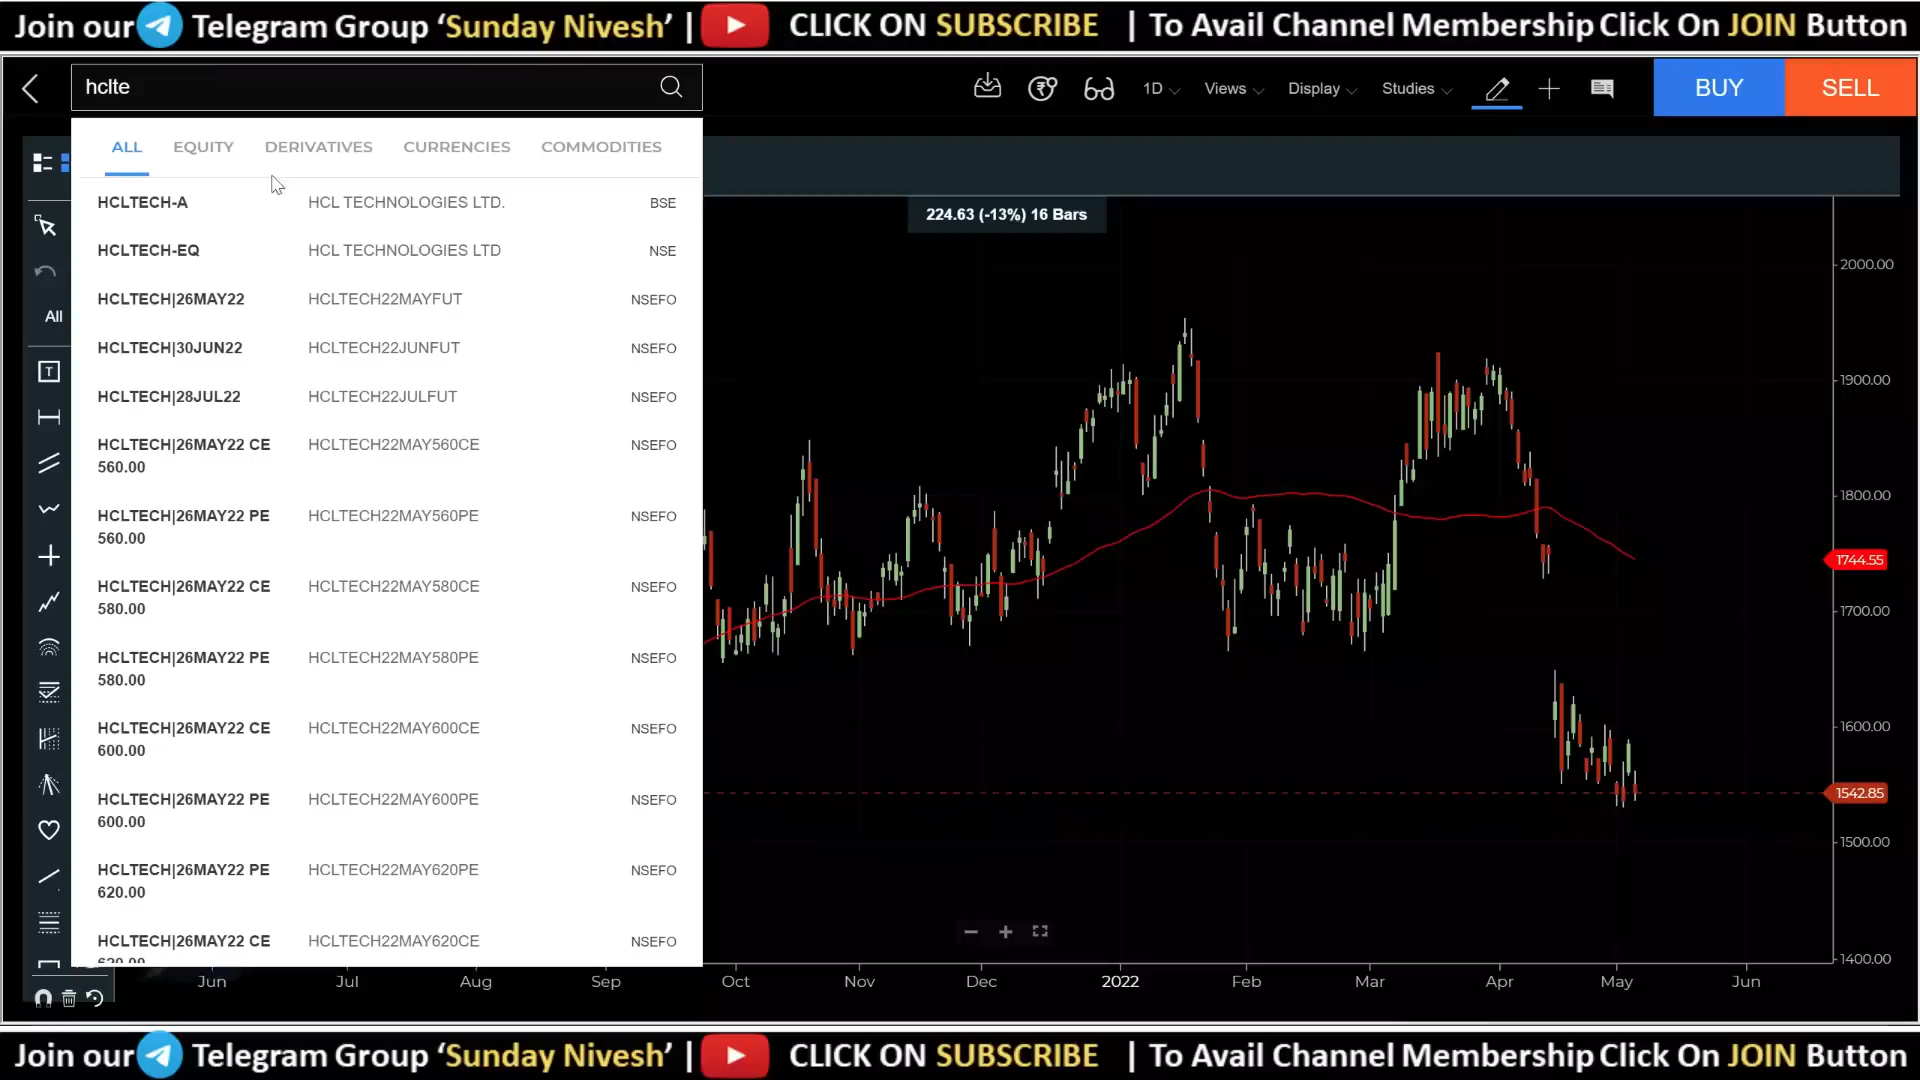 Join our Telegram Group ‘Sunday Nivesh’ | CLICK ON SUBSCRIBE | To Avail Channel Membership Click On JOIN Button
hclte
1D Views Display Studies BUY SELL
ALL EQUITY DERIVATIVES CURRENCIES COMMODITIES
HCLTECH-A HCL TECHNOLOGIES LTD. BSE
224.63 (-13%) 16 Bars
HCLTECH-EQ HCL TECHNOLOGIES LTD NSE
2000.00
HCLTECH|26MAY22 HCLTECH22MAYFUT NSEFO
All
HCLTECH|30JUN22 HCLTECH22JUNFUT NSEFO
T
1900.00
HCLTECH|28JUL22 HCLTECH22JULFUT NSEFO
HCLTECH|26MAY22 CE HCLTECH22MAY560CE NSEFO
560.00
1800.00
HCLTECH|26MAY22 PE HCLTECH22MAY560PE NSEFO
560.00
1744.55
HCLTECH|26MAY22 CE HCLTECH22MAY580CE NSEFO
580.00
1700.00
HCLTECH|26MAY22 PE HCLTECH22MAY580PE NSEFO
580.00
HCLTECH|26MAY22 CE HCLTECH22MAY600CE NSEFO
600.00
1600.00
HCLTECH|26MAY22 PE HCLTECH22MAY600PE NSEFO
600.00
1542.85
1500.00
HCLTECH|26MAY22 PE HCLTECH22MAY620PE NSEFO
620.00
HCLTECH|26MAY22 CE HCLTECH22MAY620CE NSEFO
620.00
1400.00
Jun Jul Aug Sep Oct Nov Dec 2022 Feb Mar Apr May Jun
Join our Telegram Group ‘Sunday Nivesh’ | CLICK ON SUBSCRIBE | To Avail Channel Membership Click On JOIN Button